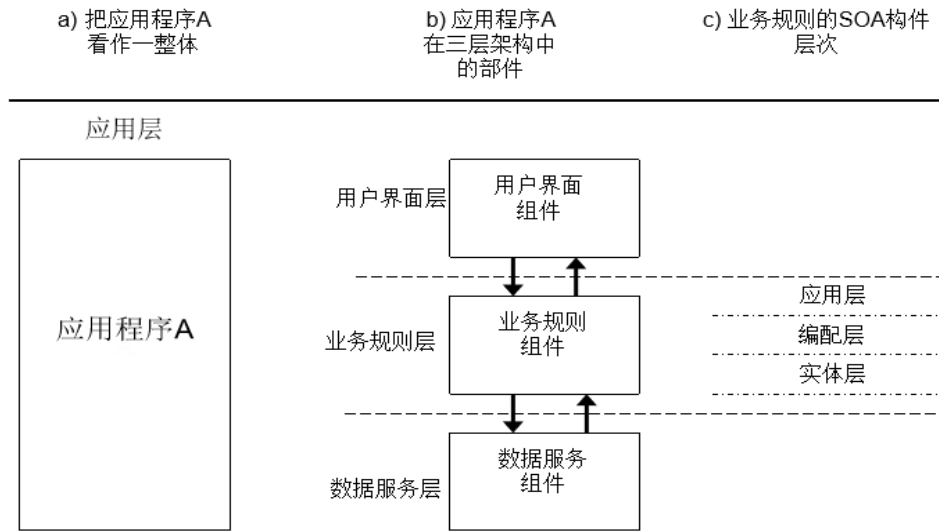 a) 把应用程序A
看作一整体
b) 应用程序A
在三层架构中
的部件
c) 业务规则的SOA构件
层次
应用层
应用程序A
用户界面层
用户界面
组件
业务规则层
业务规则
组件
数据服务层
数据服务
组件
应用层
编配层
实体层